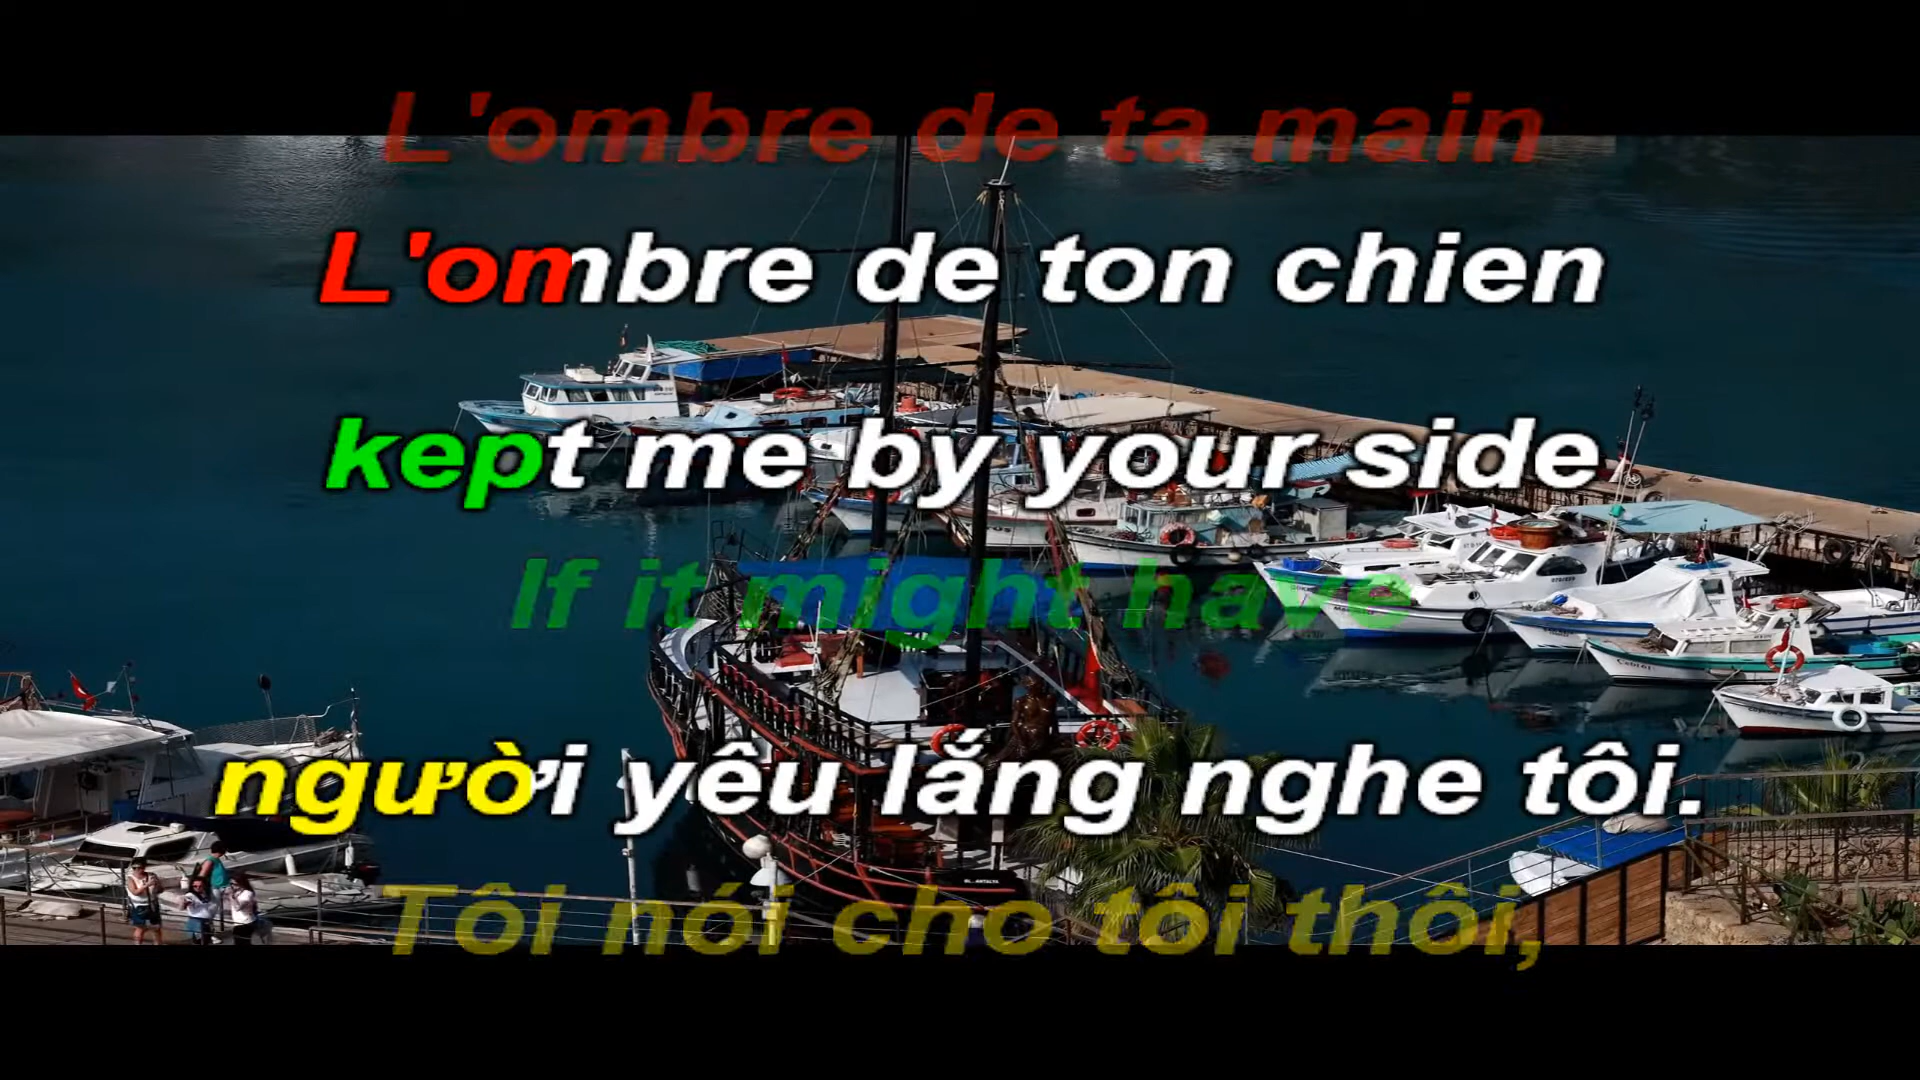 L'ombre de ta main
L'ombre de ton chien
kept me by your side
If it might have
người yêu lắng nghe tôi.
Tôi nói cho tôi thôi,